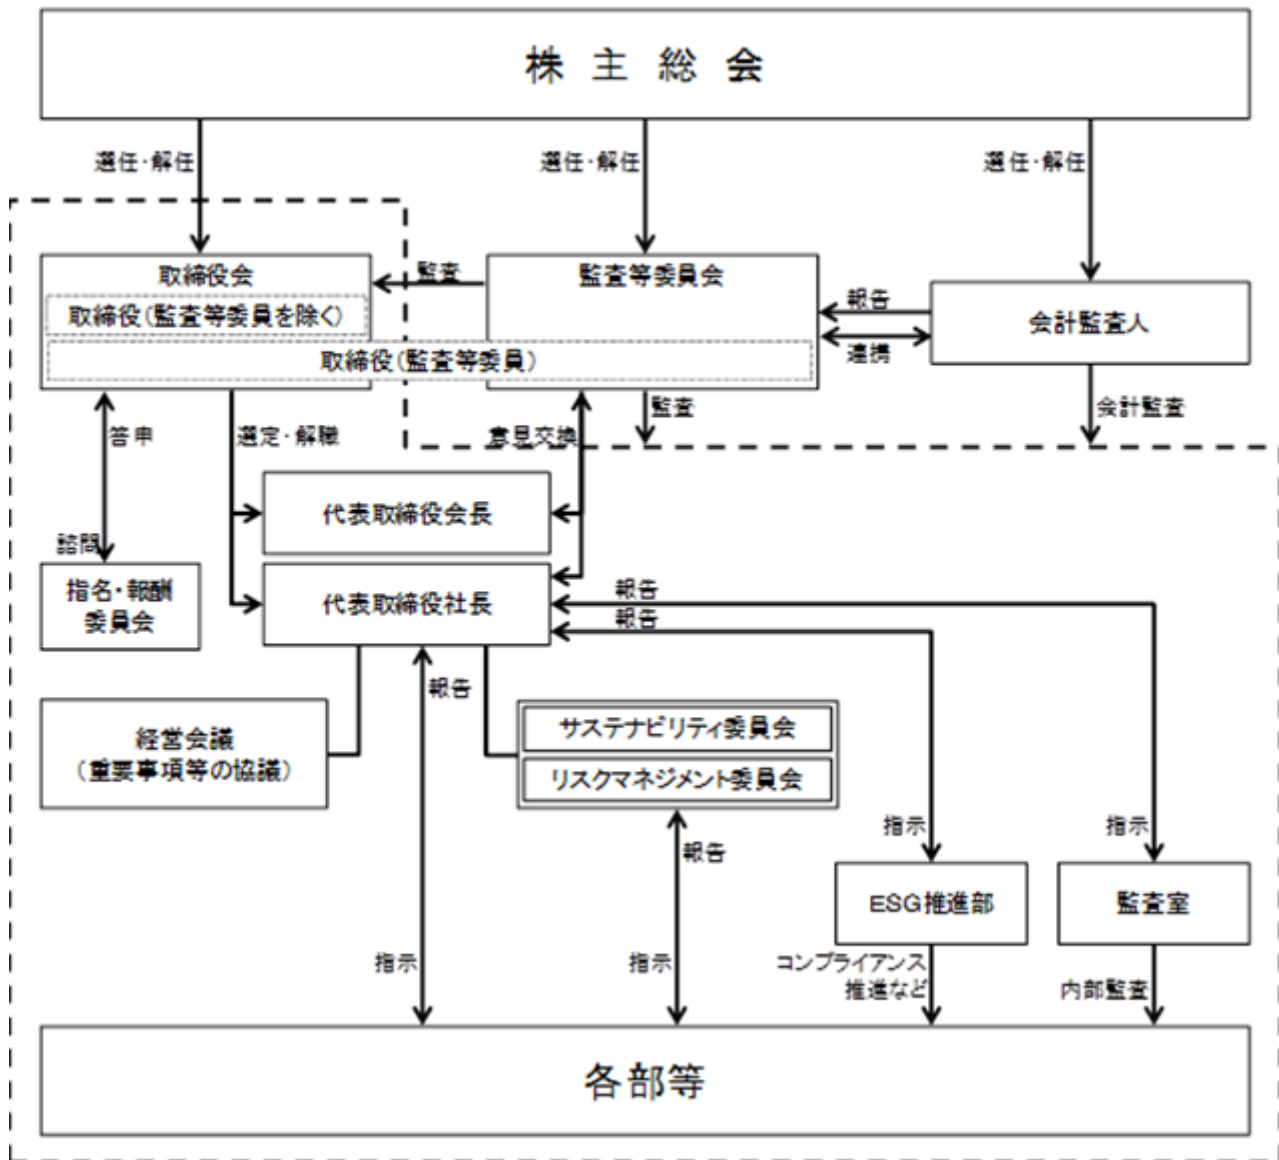 株主総会
選任・解任
選任・解任
選任・解任
取締役会
取締役(監査等委員を除く)
監査
監査等委員会
取締役(監査等委員)
報告
連携
会計監査人
答申
選定・解職
意見交換
監査
会計監査
代表取締役会長
諮問
指名・報酬
委員会
代表取締役社長
報告
報告
報告
経営会議
(重要事項等の協議)
サステナビリティ委員会
リスクマネジメント委員会
報告
指示
指示
ESG推進部
監査室
指示
指示
コンプライアンス
推進など
内部監査
各部等